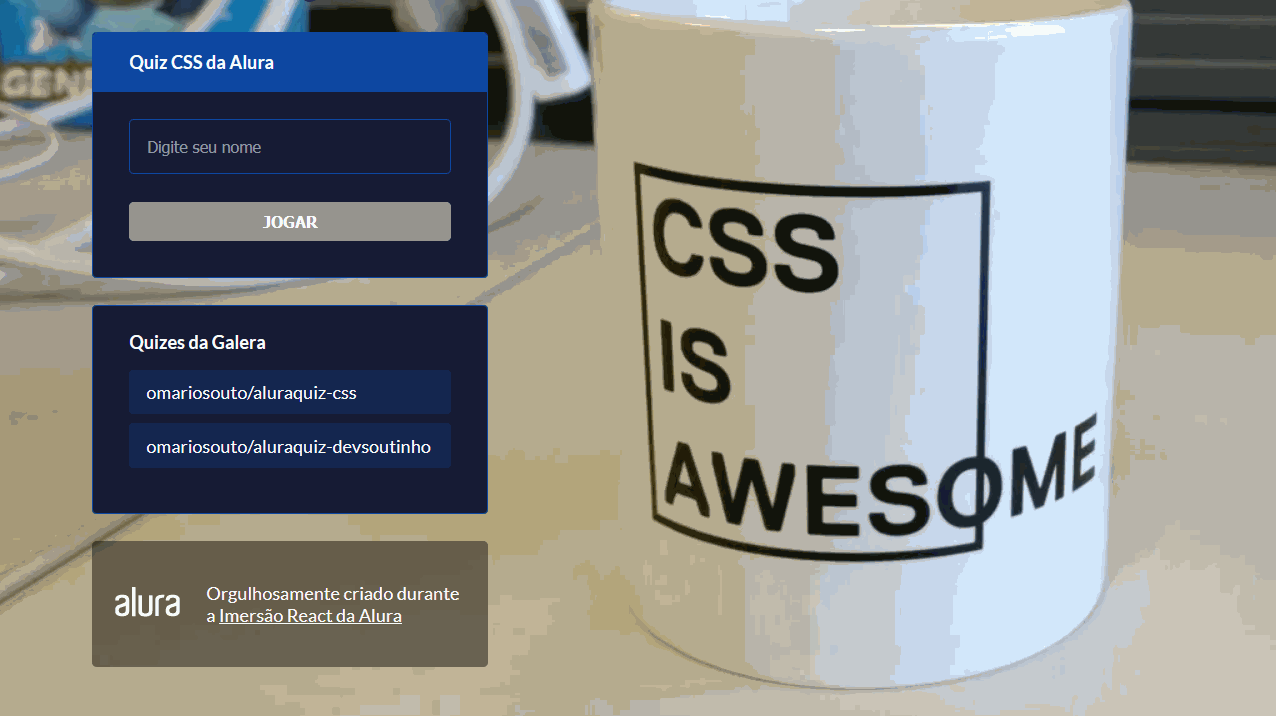 Quiz CSS da Alura
Digite seu nome
JOGAR
Quizes da Galera
omariosouto/aluraquiz-css
omariosouto/aluraquiz-devsoutinho
alura
Orgulhosamente criado durante
a Imersão React da Alura
CSS
IS
AWESOME